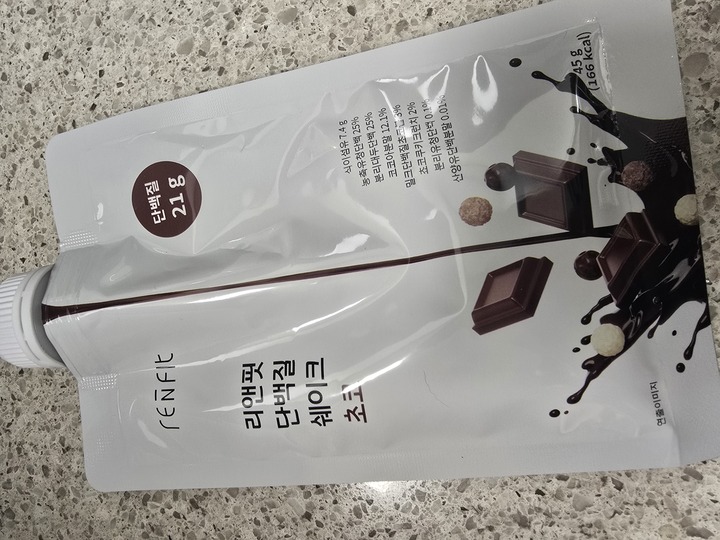 RENFIT
리앤핏
단백질
쉐이크
초코
단백질
21 g
식이섬유 7.4 g
농축유청단백 25%
분리대두단백 25%
코코아분말 12.1%
밀크단백질초코볼 3%
초코쿠키크런치 2%
분리유청단백 0.1%
산양유단백분말 0.01%
45 g
(166 kcal)
연출이미지